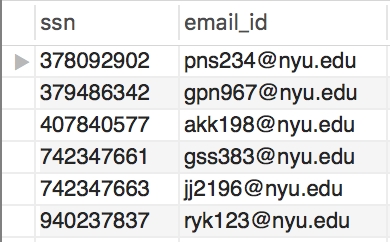 ssn email_id
378092902 pns234@nyu.edu
379486342 gpn967@nyu.edu
407840577 akk198@nyu.edu
742347661 gss383@nyu.edu
742347663 jj2196@nyu.edu
940237837 ryk123@nyu.edu